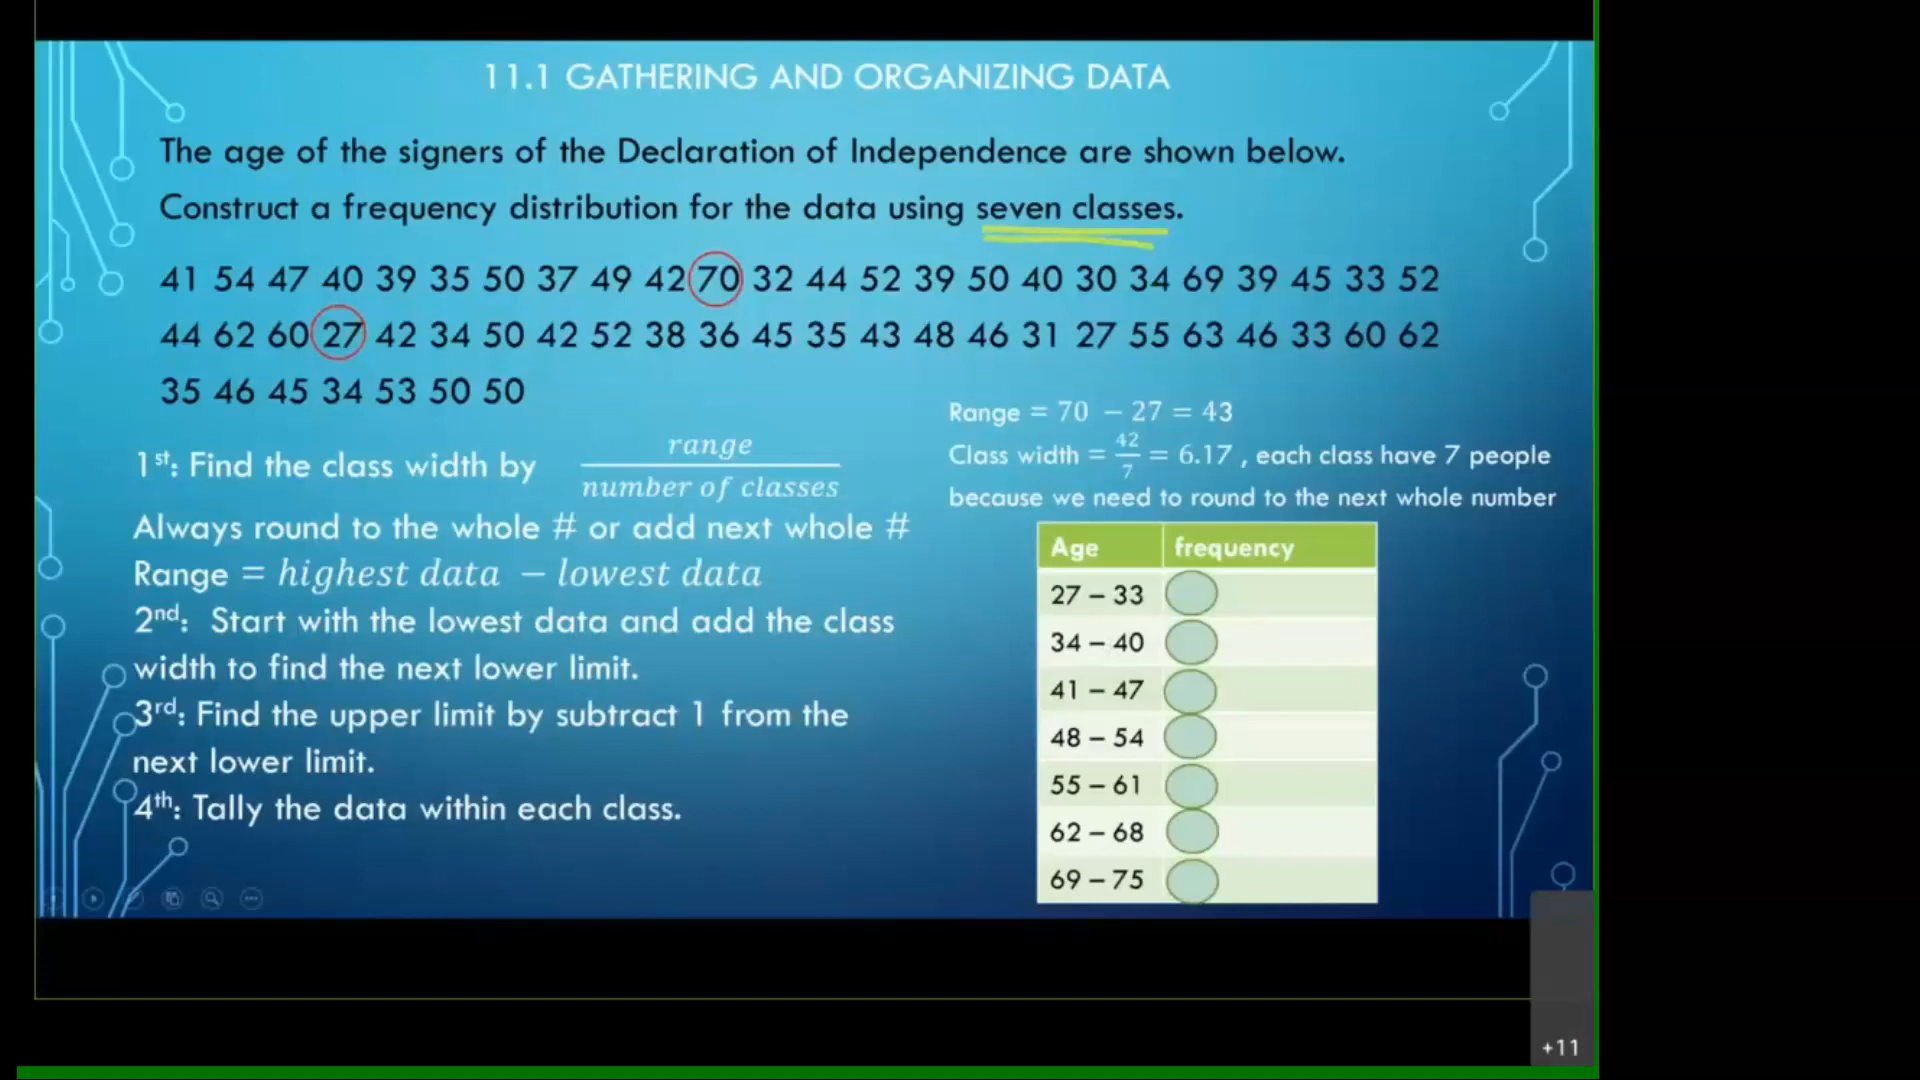 11.1 GATHERING AND ORGANIZING DATA
The age of the signers of the Declaration of Independence are shown below.
Construct a frequency distribution for the data using seven classes.
41 54 47 40 39 35 50 37 49 42 70 32 44 52 39 50 40 30 34 69 39 45 33 52
44 62 60 27 42 34 50 42 52 38 36 45 35 43 48 46 31 27 55 63 46 33 60 62
35 46 45 34 53 50 50
1st: Find the class width by range / number of classes
Always round to the whole # or add next whole #
Range = highest data − lowest data
2nd: Start with the lowest data and add the class
width to find the next lower limit.
3rd: Find the upper limit by subtract 1 from the
next lower limit.
4th: Tally the data within each class.
Range = 70 − 27 = 43
Class width = 42/7 = 6.17 , each class have 7 people
because we need to round to the next whole number
Age frequency
27 – 33
34 – 40
41 – 47
48 – 54
55 – 61
62 – 68
69 – 75
+11